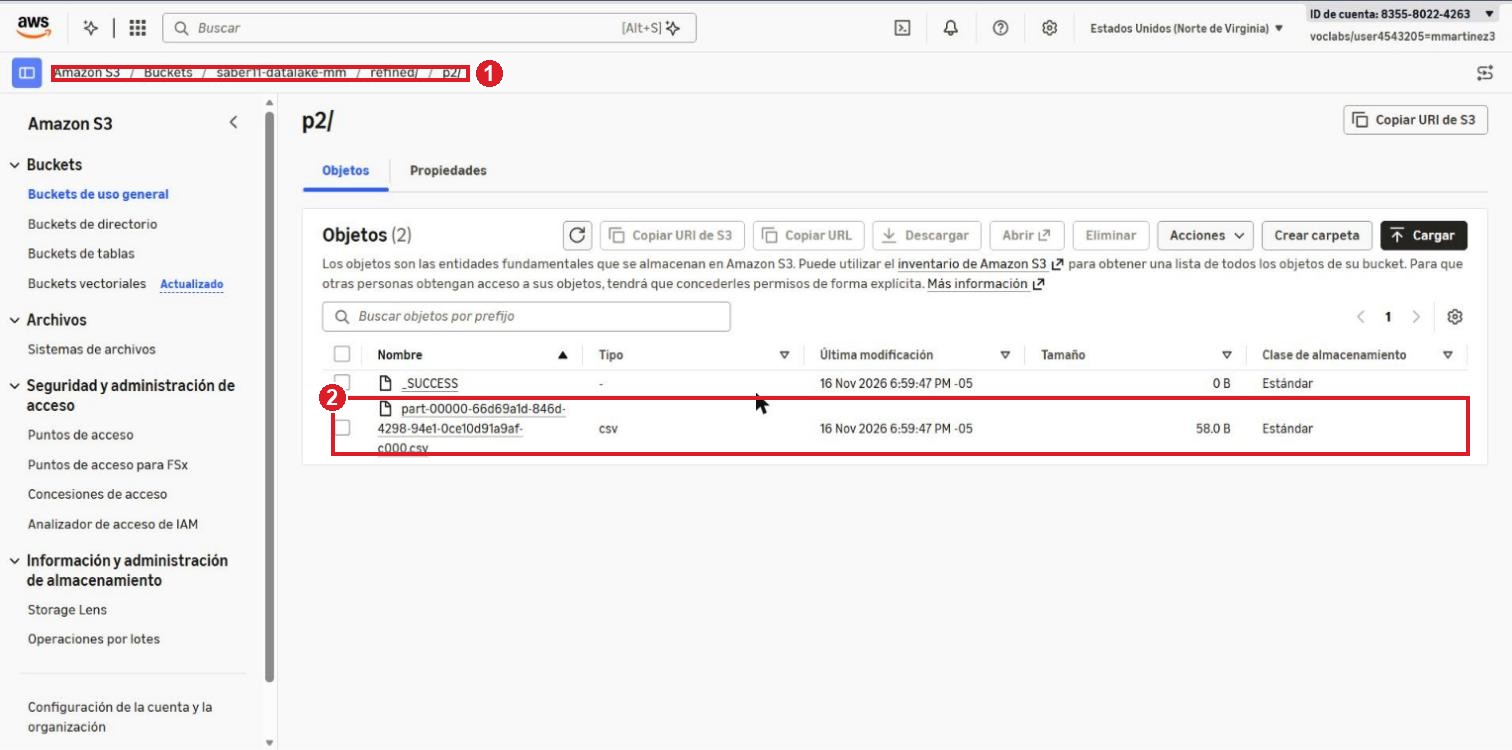 aws
Buscar [Alt+S]
Estados Unidos (Norte de Virginia)
ID de cuenta: 8355-8022-4263
voclabs/user4543205=mmartinez3
Amazon S3 / Buckets / saber11-datalake-mm / refined/ / p2/
1
Amazon S3
Buckets
Buckets de uso general
Buckets de directorio
Buckets de tablas
Buckets vectoriales Actualizado
Archivos
Sistemas de archivos
Seguridad y administración de
acceso
Puntos de acceso
Puntos de acceso para FSx
Concesiones de acceso
Analizador de acceso de IAM
Información y administración
de almacenamiento
Storage Lens
Operaciones por lotes
Configuración de la cuenta y la
organización
p2/
Copiar URI de S3
Objetos Propiedades
Objetos (2)
Copiar URI de S3 Copiar URL Descargar Abrir Eliminar Acciones Crear carpeta Cargar
Los objetos son las entidades fundamentales que se almacenan en Amazon S3. Puede utilizar el inventario de Amazon S3 para obtener una lista de todos los objetos de su bucket. Para que
otras personas obtengan acceso a sus objetos, tendrá que concederles permisos de forma explícita. Más información
Buscar objetos por prefijo
1
Nombre Tipo Última modificación Tamaño Clase de almacenamiento
_SUCCESS - 16 Nov 2026 6:59:47 PM -05 0 B Estándar
2
part-00000-66d69a1d-846d-
4298-94e1-0ce10d91a9af- csv 16 Nov 2026 6:59:47 PM -05 58.0 B Estándar
c000.csv